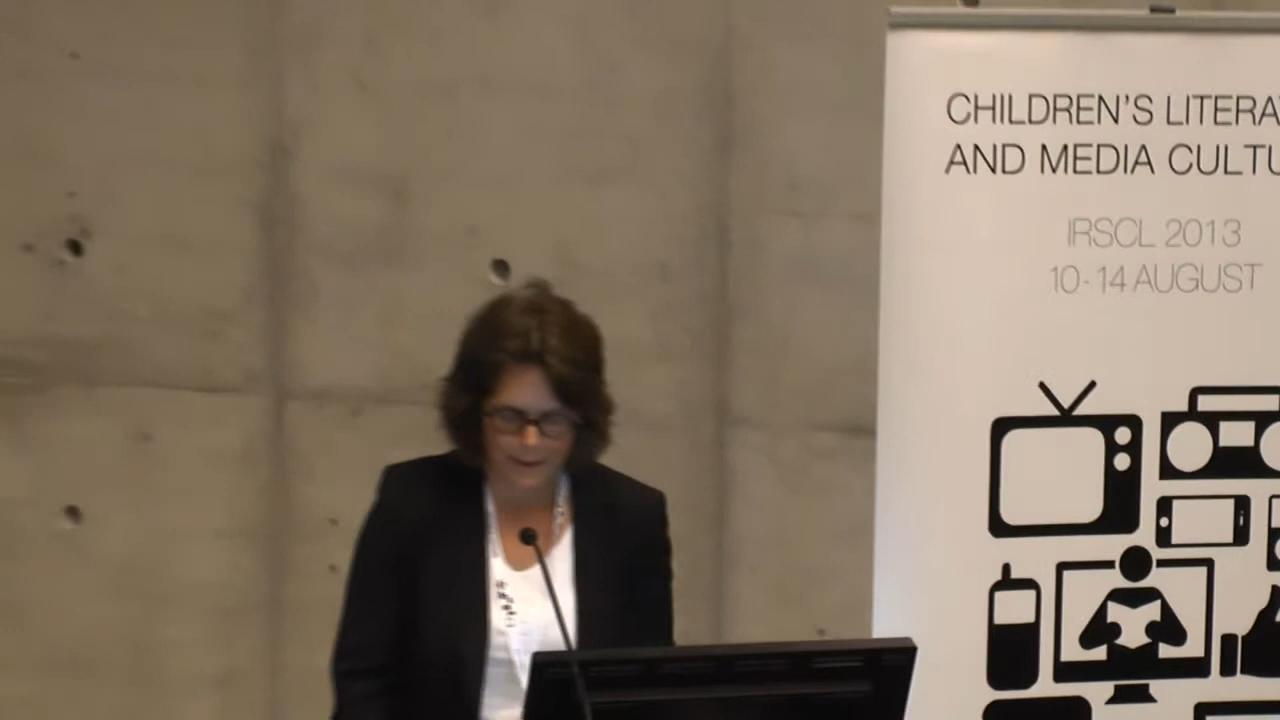 CHILDREN'S LITERA
AND MEDIA CULTU
IRSCL 2013
10-14 AUGUST